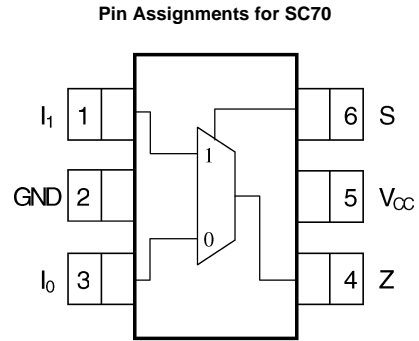 Pin Assignments for SC70
I1 1 6 S
1
GND 2 5 VCC
0
I0 3 4 Z